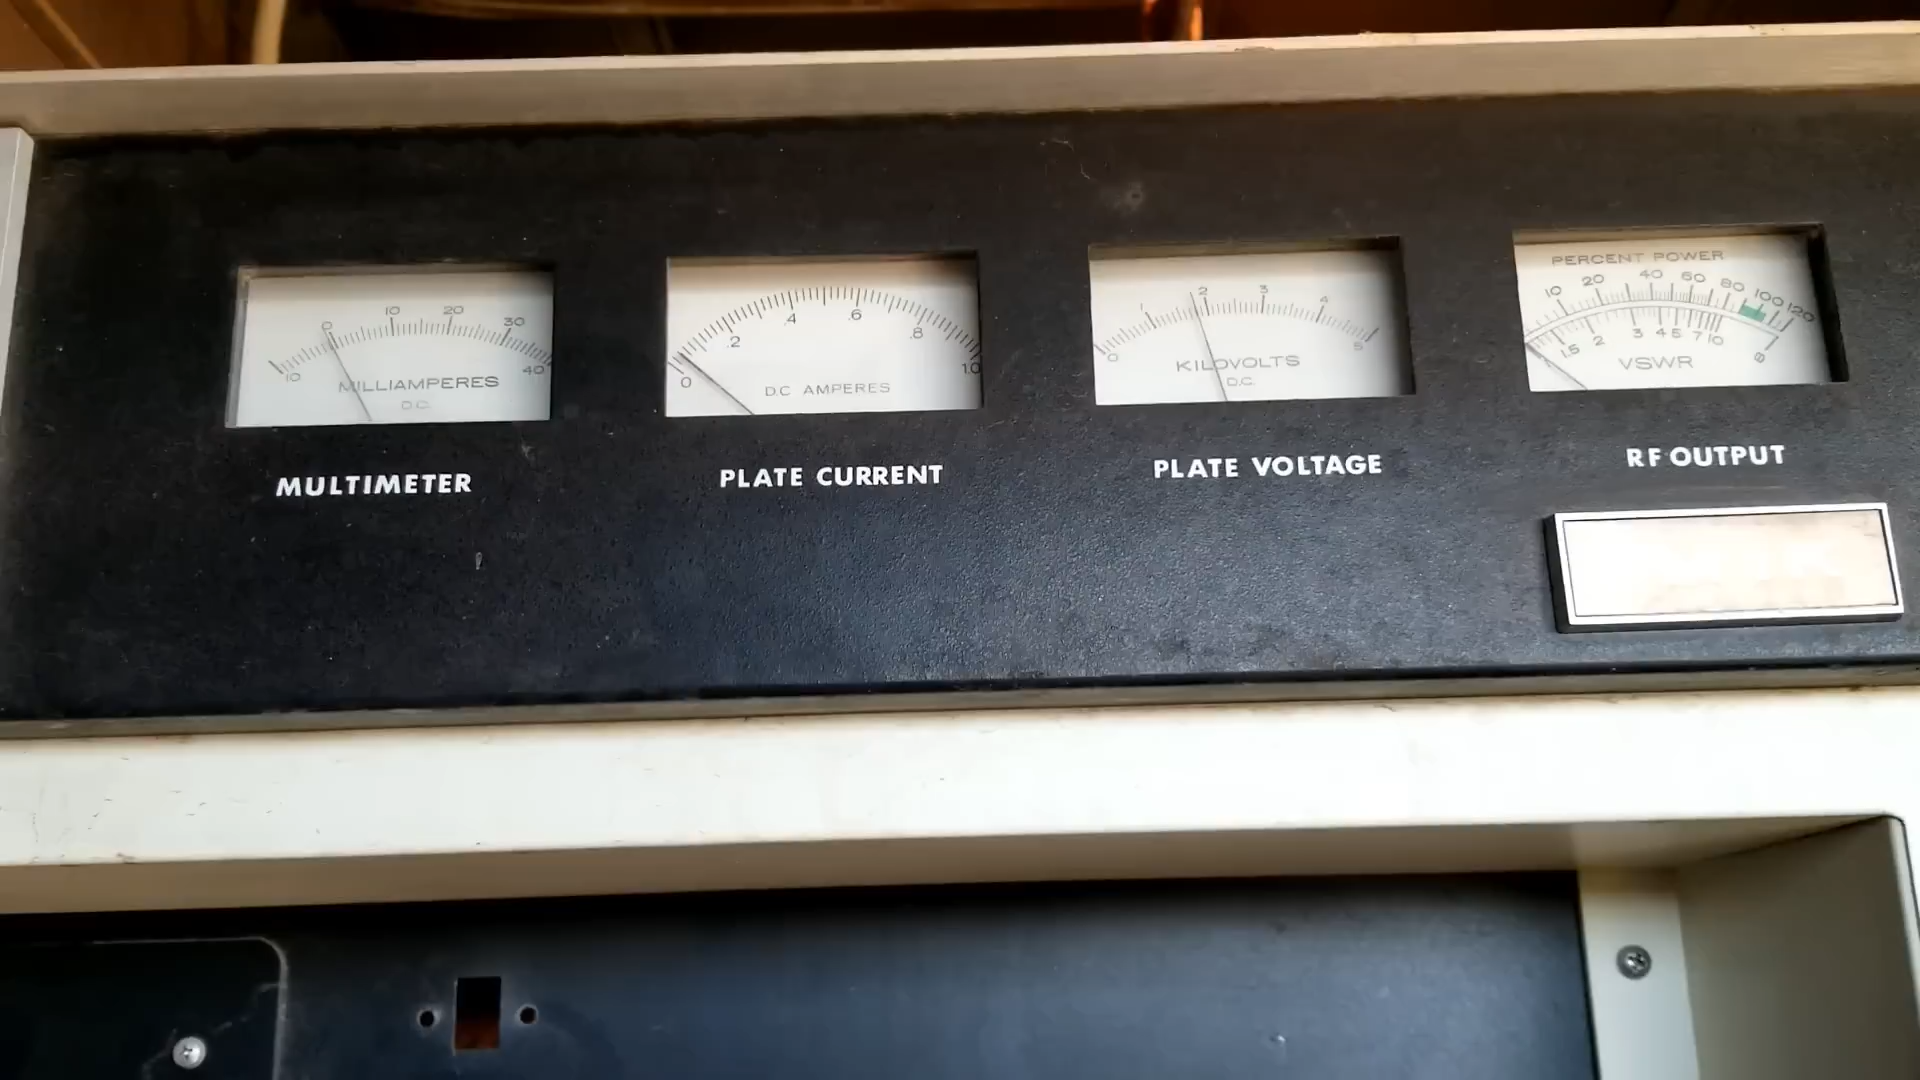 10 0 10 20 30 40
MILLIAMPERES
D.C.
MULTIMETER
0 .2 .4 .6 .8 1.0
D.C. AMPERES
PLATE CURRENT
0 1 2 3 4 5
KILOVOLTS
D.C.
PLATE VOLTAGE
PERCENT POWER
10 20 40 60 80 100 120
1.5 2 3 4 5 7 10 ∞
VSWR
RF OUTPUT